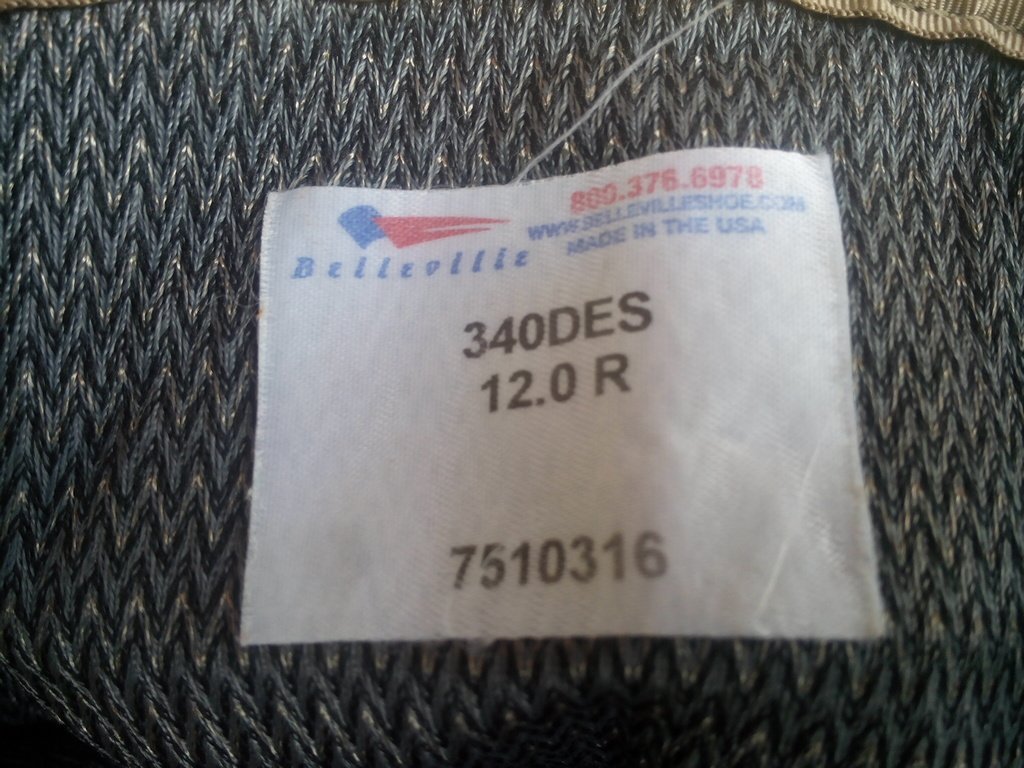 800.376.6978
WWW.BELLEVILLESHOE.COM
MADE IN THE USA
Belleville
340DES
12.0 R
7510316